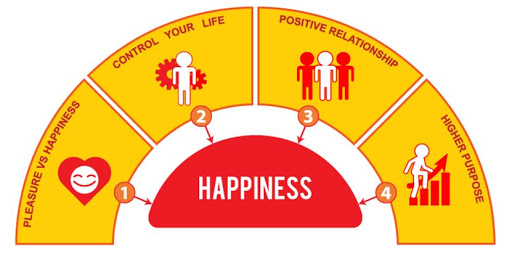 PLEASURE VS HAPPINESS
CONTROL YOUR LIFE
POSITIVE RELATIONSHIP
HIGHER PURPOSE
1
2
3
4
HAPPINESS